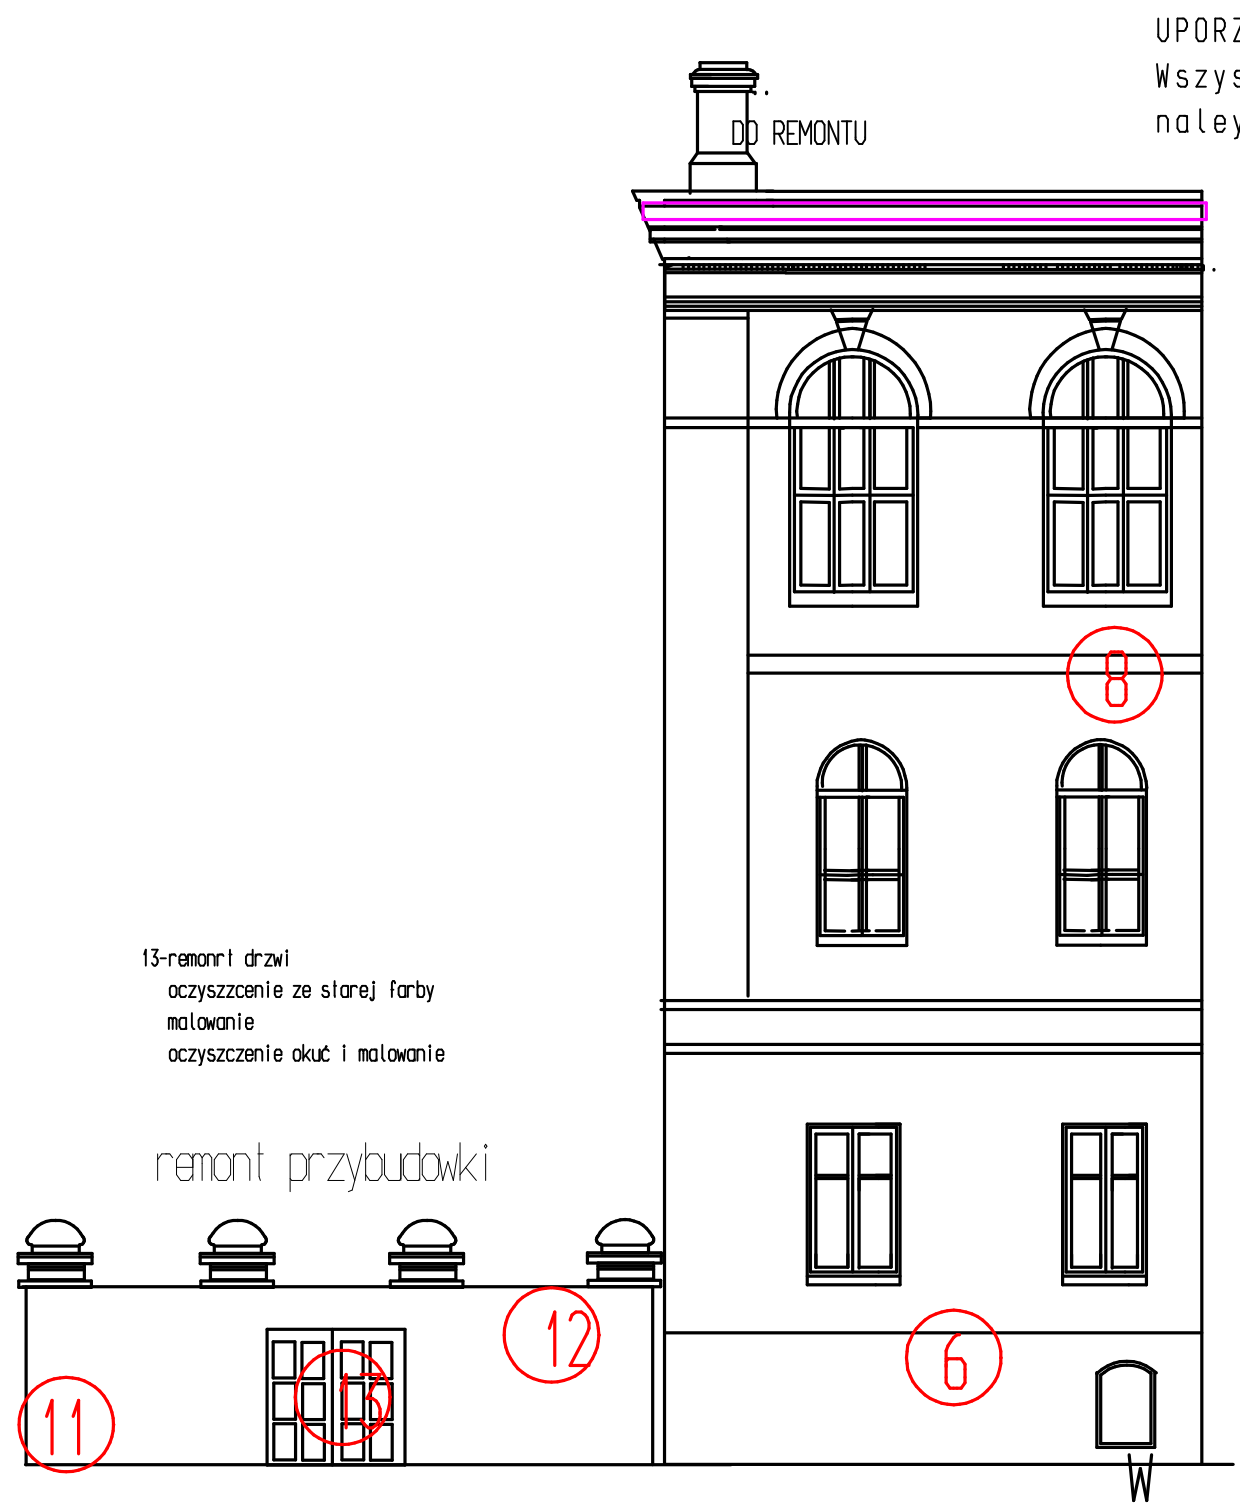 UPORZ
Wszys
naley
DO REMONTU
8
13-remonrt drzwi
oczyszzcenie ze starej farby
malowanie
oczyszczenie okuć i malowanie
remont przybudowki
12
6
13
11
W